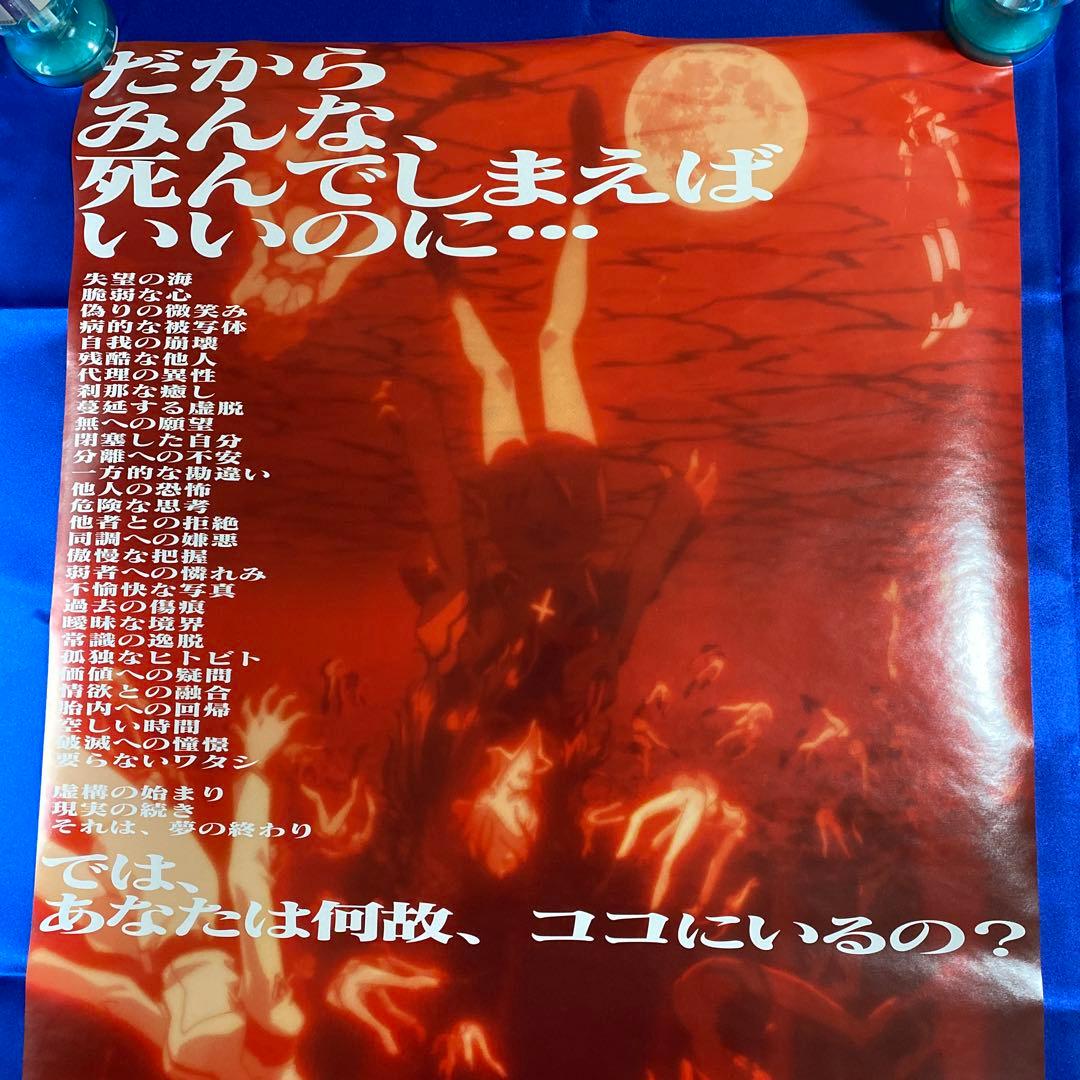 だから
みんな、
死んでしまえば
いいのに…
失望の海
脆弱な心
偽りの微笑み
病的な被写体
自我の崩壊
残酷な他人
代理の異性
刹那な癒し
蔓延する虚脱
無への願望
閉塞した自分
分離への不安
一方的な勘違い
他人の恐怖
危険な思考
他者との拒絶
同調への嫌悪
傲慢な把握
弱者への憐れみ
不愉快な写真
過去の傷痕
曖昧な境界
常識の逸脱
孤独なヒトビト
価値への疑問
情欲との融合
胎内への回帰
空しい時間
破滅への憧憬
要らないワタシ
虚構の始まり
現実の続き
それは、夢の終わり
では、
あなたは何故、ココにいるの？